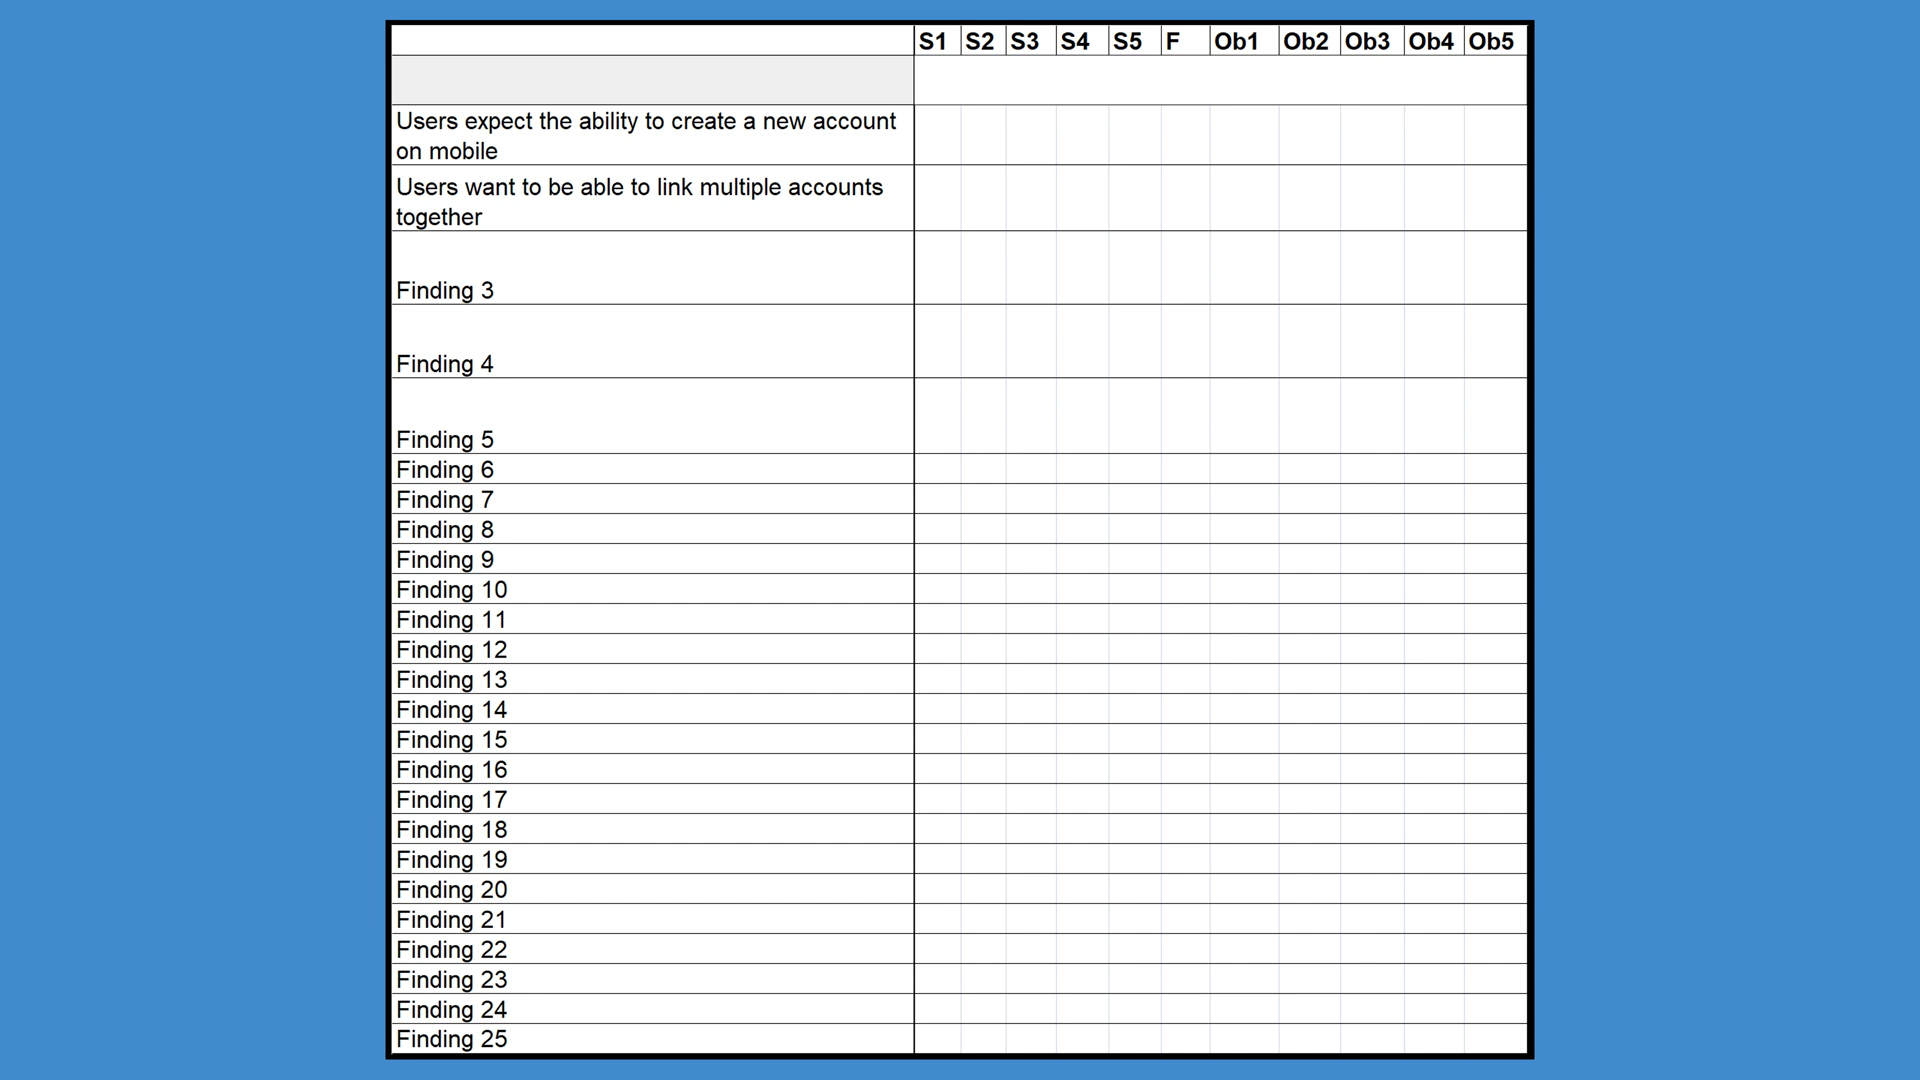 S1 S2 S3 S4 S5 F Ob1 Ob2 Ob3 Ob4 Ob5
Users expect the ability to create a new account
on mobile
Users want to be able to link multiple accounts
together
Finding 3
Finding 4
Finding 5
Finding 6
Finding 7
Finding 8
Finding 9
Finding 10
Finding 11
Finding 12
Finding 13
Finding 14
Finding 15
Finding 16
Finding 17
Finding 18
Finding 19
Finding 20
Finding 21
Finding 22
Finding 23
Finding 24
Finding 25